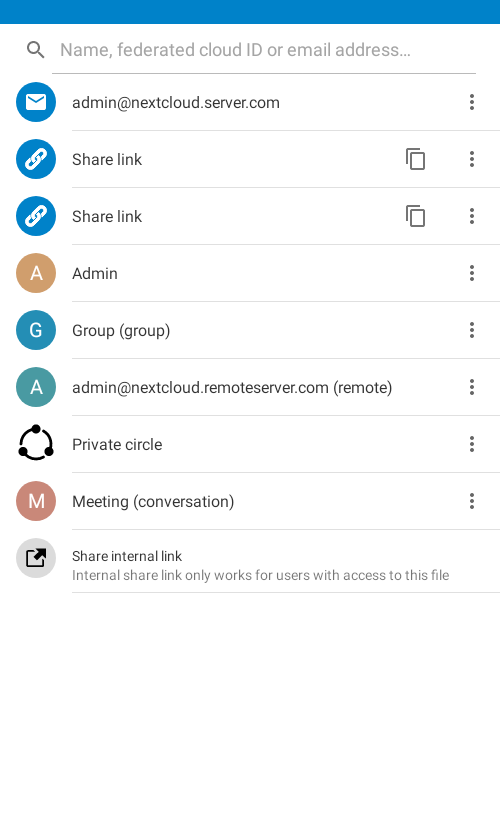 Name, federated cloud ID or email address…
admin@nextcloud.server.com
Share link
Share link
A Admin
G Group (group)
A admin@nextcloud.remoteserver.com (remote)
Private circle
M Meeting (conversation)
Share internal link
Internal share link only works for users with access to this file